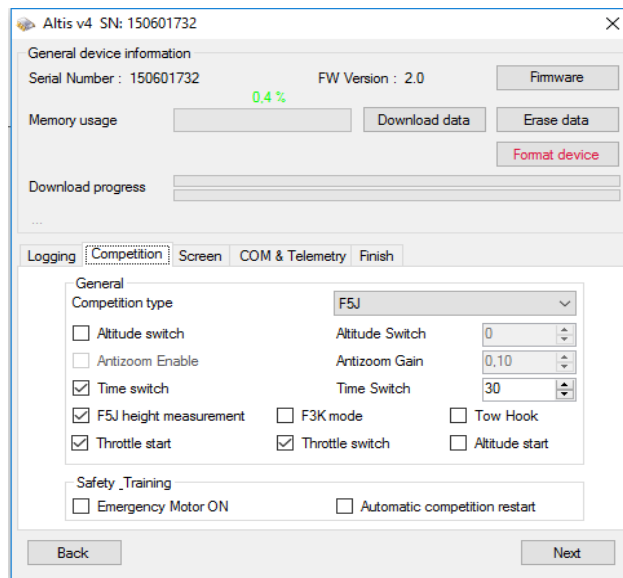 Altis v4 SN: 150601732
General device information
Serial Number : 150601732 FW Version : 2.0 Firmware
0,4 %
Memory usage Download data Erase data
Format device
Download progress
...
Logging Competition Screen COM & Telemetry Finish
General
Competition type F5J
Altitude switch Altitude Switch 0
Antizoom Enable Antizoom Gain 0,10
Time switch Time Switch 30
F5J height measurement F3K mode Tow Hook
Throttle start Throttle switch Altitude start
Safety _Training
Emergency Motor ON Automatic competition restart
Back Next